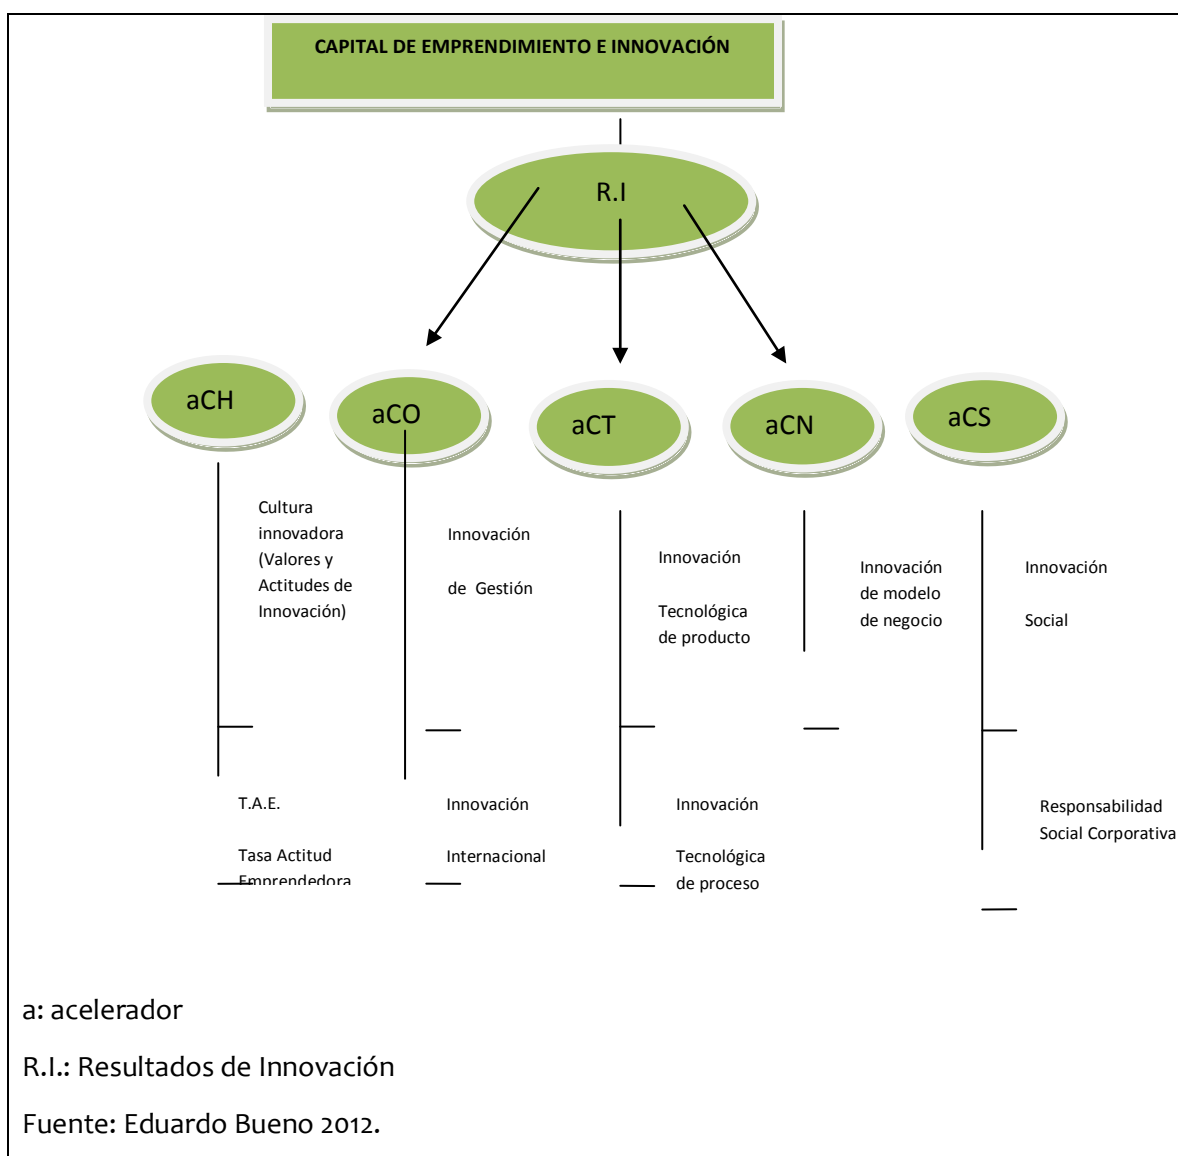 CAPITAL DE EMPRENDIMIENTO E INNOVACIÓN
R.I
aCH
aCO
aCT
aCN
aCS
Cultura
innovadora
(Valores y
Actitudes de
Innovación)
Innovación
de Gestión
Innovación
Tecnológica
de producto
Innovación
de modelo
de negocio
Innovación
Social
T.A.E.
Tasa Actitud
Emprendedora
Innovación
Internacional
Innovación
Tecnológica
de proceso
Responsabilidad
Social Corporativa
a: acelerador
R.I.: Resultados de Innovación
Fuente: Eduardo Bueno 2012.